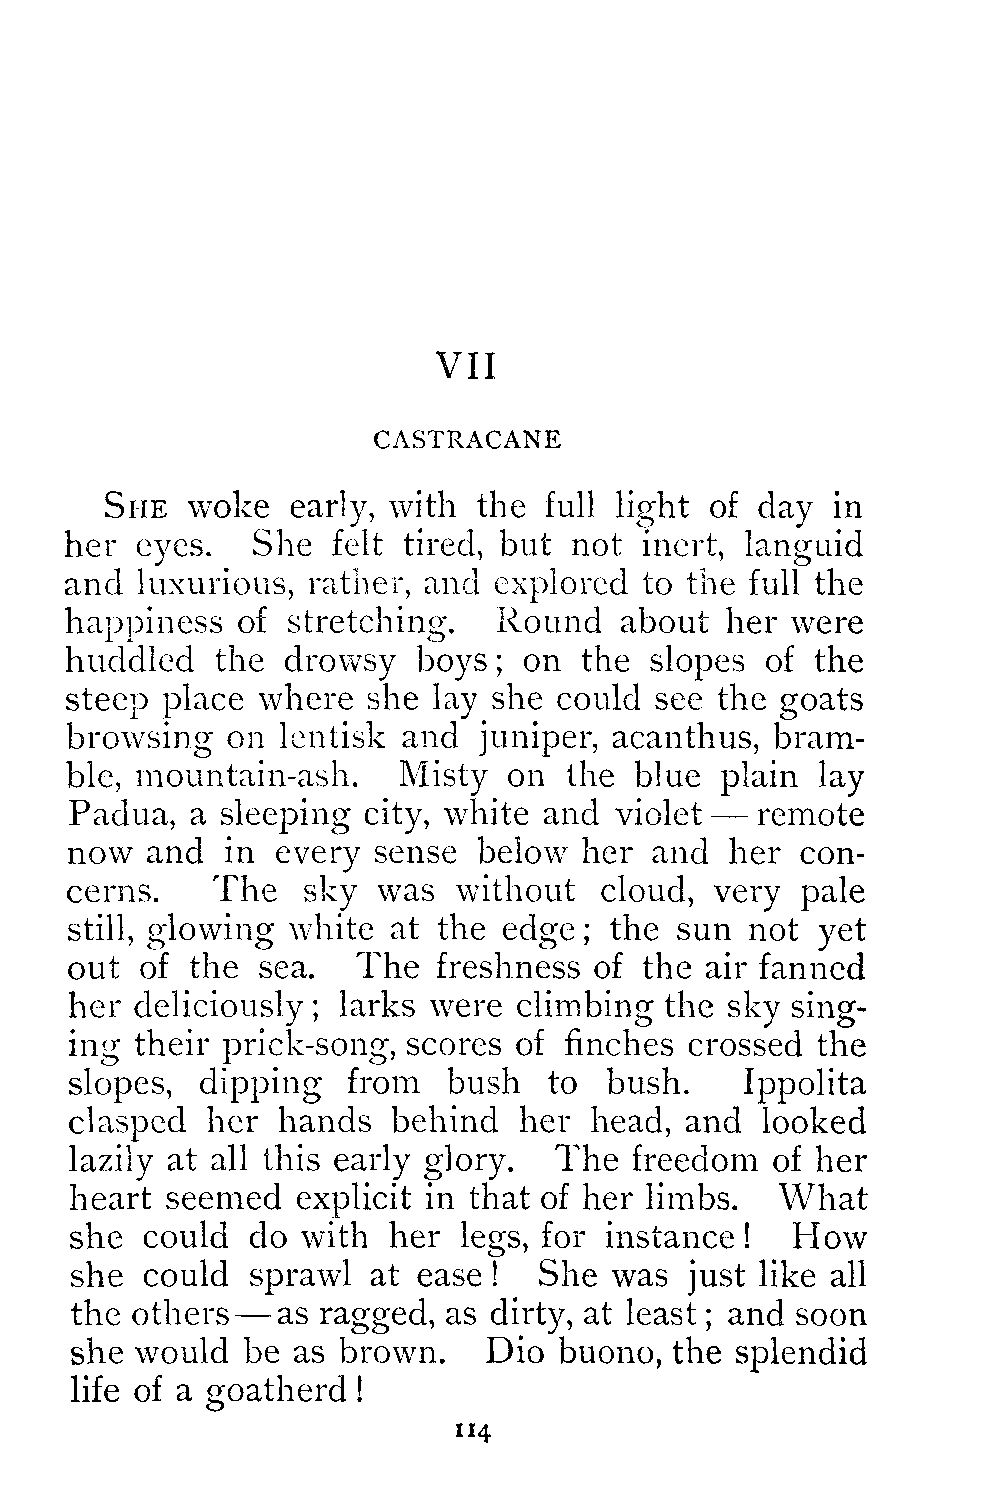 VII
CASTRACANE
SHE woke early, with the full light of day in
her eyes. She felt tired, but not inert, languid
and luxurious, rather, and explored to the full the
happiness of stretching. Round about her were
huddled the drowsy boys; on the slopes of the
steep place where she lay she could see the goats
browsing on lentisk and juniper, acanthus, bram-
ble, mountain-ash. Misty on the blue plain lay
Padua, a sleeping city, white and violet—remote
now and in every sense below her and her con-
cerns. The sky was without cloud, very pale
still, glowing white at the edge; the sun not yet
out of the sea. The freshness of the air fanned
her deliciously; larks were climbing the sky sing-
ing their prick-song, scores of finches crossed the
slopes, dipping from bush to bush. Ippolita
clasped her hands behind her head, and looked
lazily at all this early glory. The freedom of her
heart seemed explicit in that of her limbs. What
she could do with her legs, for instance! How
she could sprawl at ease! She was just like all
the others—as ragged, as dirty, at least; and soon
she would be as brown. Dio buono, the splendid
life of a goatherd!
114